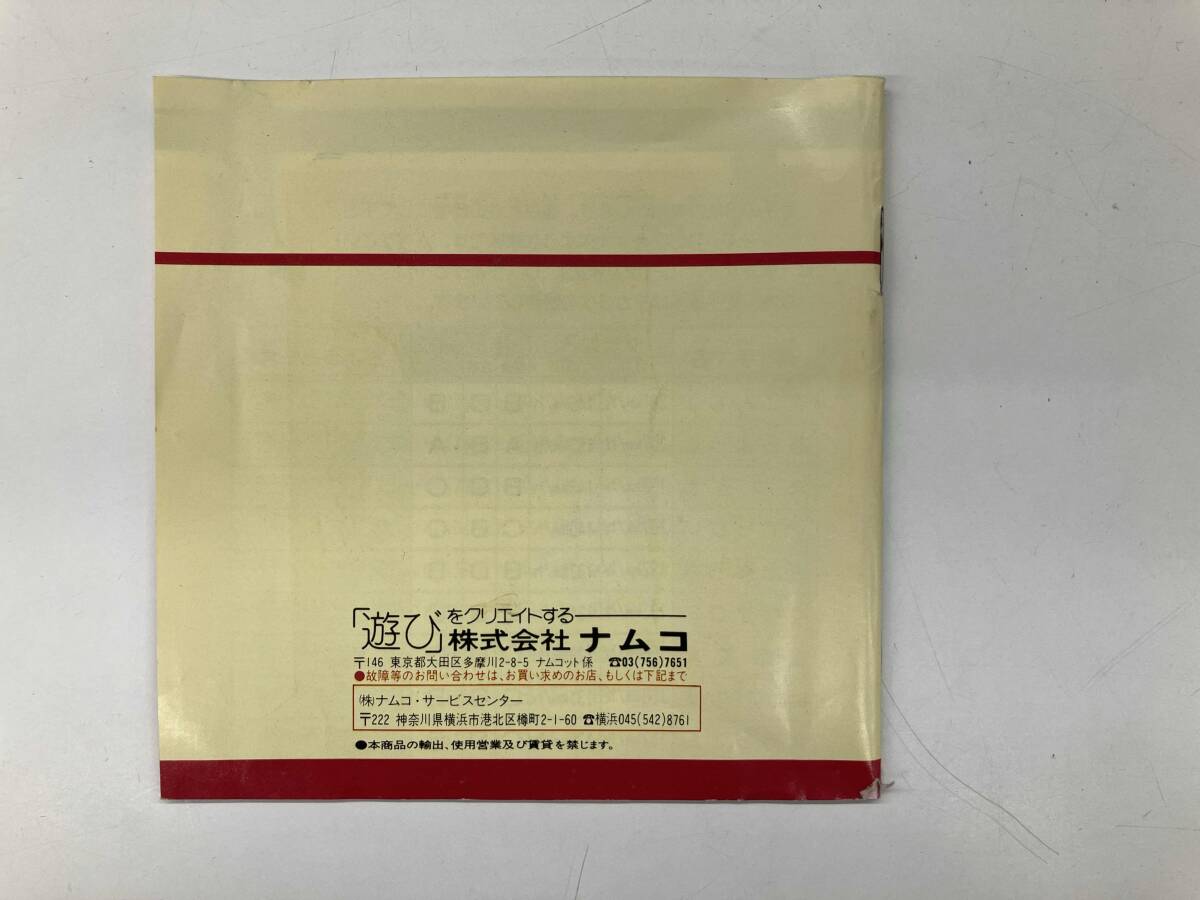 「遊び」をクリエイトする
株式会社 ナムコ
〒146 東京都大田区多摩川2-8-5 ナムコット係 ☎03(756)7651
●故障等のお問い合わせは、お買い求めのお店、もしくは下記まで
(株)ナムコ・サービスセンター
〒222 神奈川県横浜市港北区樽町2-1-60 ☎横浜045(542)8761
●本商品の輸出、使用営業及び賃貸を禁じます。